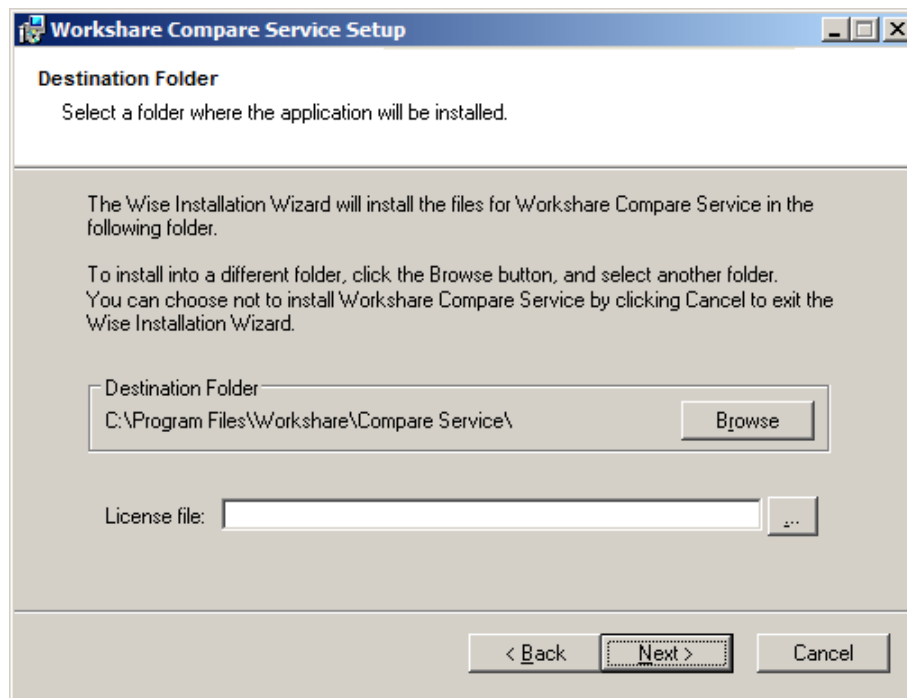 Workshare Compare Service Setup
Destination Folder
Select a folder where the application will be installed.
The Wise Installation Wizard will install the files for Workshare Compare Service in the
following folder.
To install into a different folder, click the Browse button, and select another folder.
You can choose not to install Workshare Compare Service by clicking Cancel to exit the
Wise Installation Wizard.
Destination Folder
C:\Program Files\Workshare\Compare Service\
Browse
License file:
...
< Back
Next >
Cancel